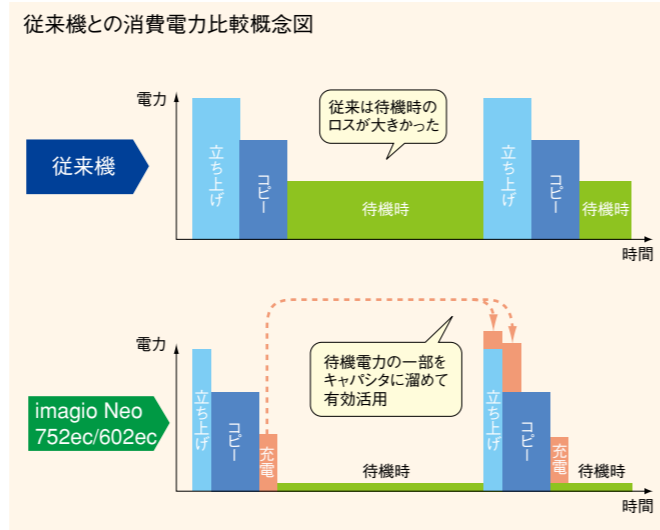 従来機との消費電力比較概念図
電力
従来は待機時の
ロスが大きかった
従来機
立ち上げ
コピー
待機時
立ち上げ
コピー
待機時
時間
電力
待機電力の一部を
キャパシタに溜めて
有効活用
imagio Neo
752ec/602ec
立ち上げ
コピー
充電
待機時
立ち上げ
コピー
充電
待機時
時間